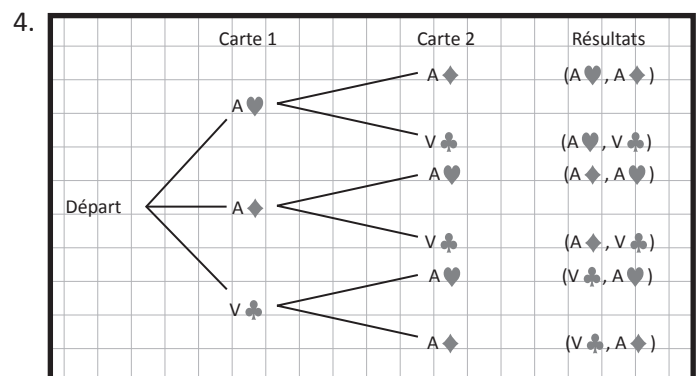 4.
Carte 1 Carte 2 Résultats
A♦ (A♥, A♦)
A♥
V♣ (A♥, V♣)
A♥ (A♦, A♥)
Départ A♦
V♣ (A♦, V♣)
A♥ (V♣, A♥)
V♣
A♦ (V♣, A♦)